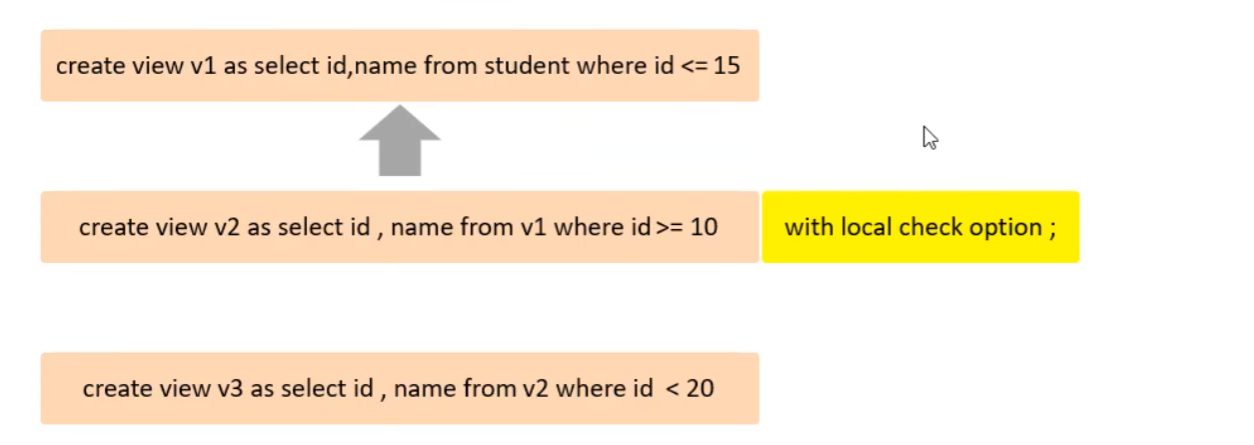 create view v1 as select id,name from student where id <= 15
create view v2 as select id , name from v1 where id >= 10 with local check option ;
create view v3 as select id , name from v2 where id < 20